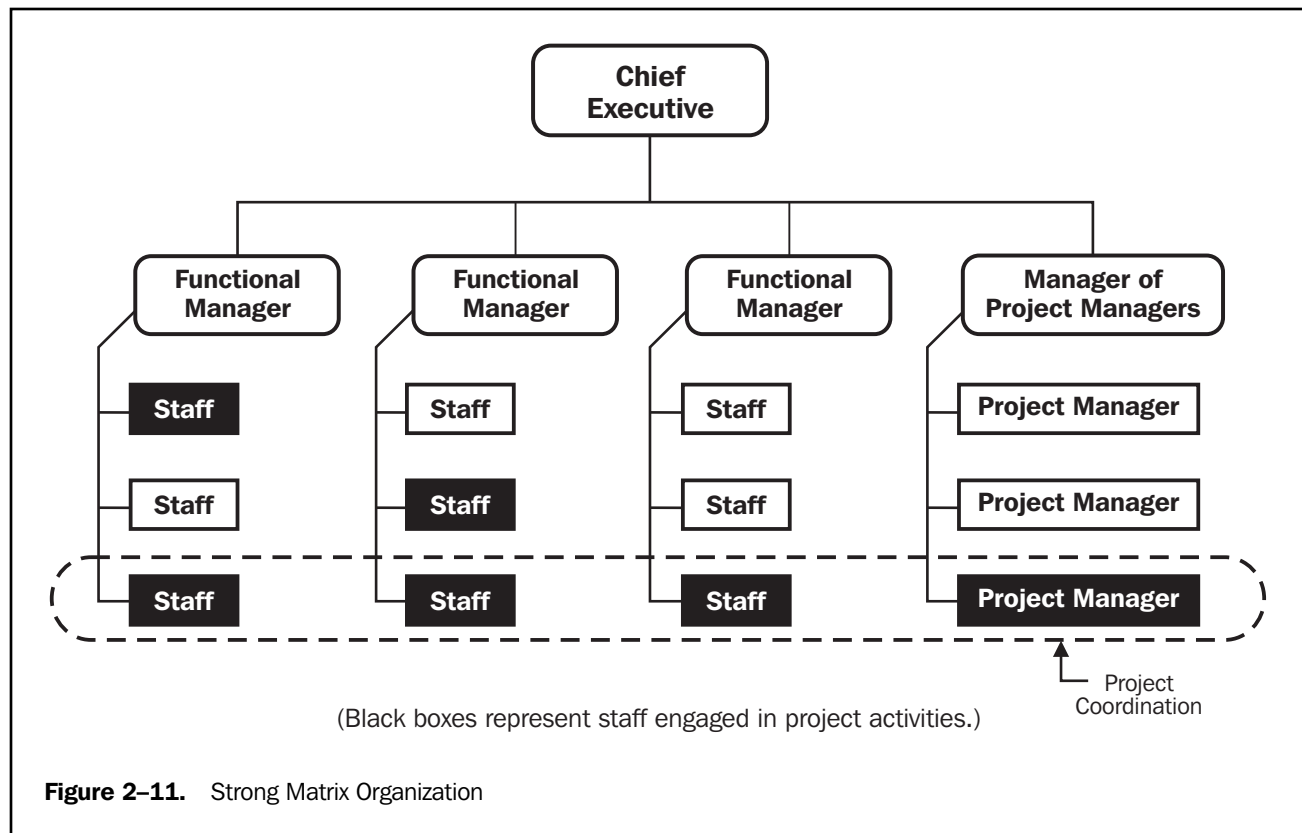 Chief
Executive
Functional
Manager
Functional
Manager
Functional
Manager
Manager of
Project Managers
Staff
Staff
Staff
Project Manager
Staff
Staff
Staff
Project Manager
Staff
Staff
Staff
Project Manager
Project
Coordination
(Black boxes represent staff engaged in project activities.)
Figure 2–11. Strong Matrix Organization